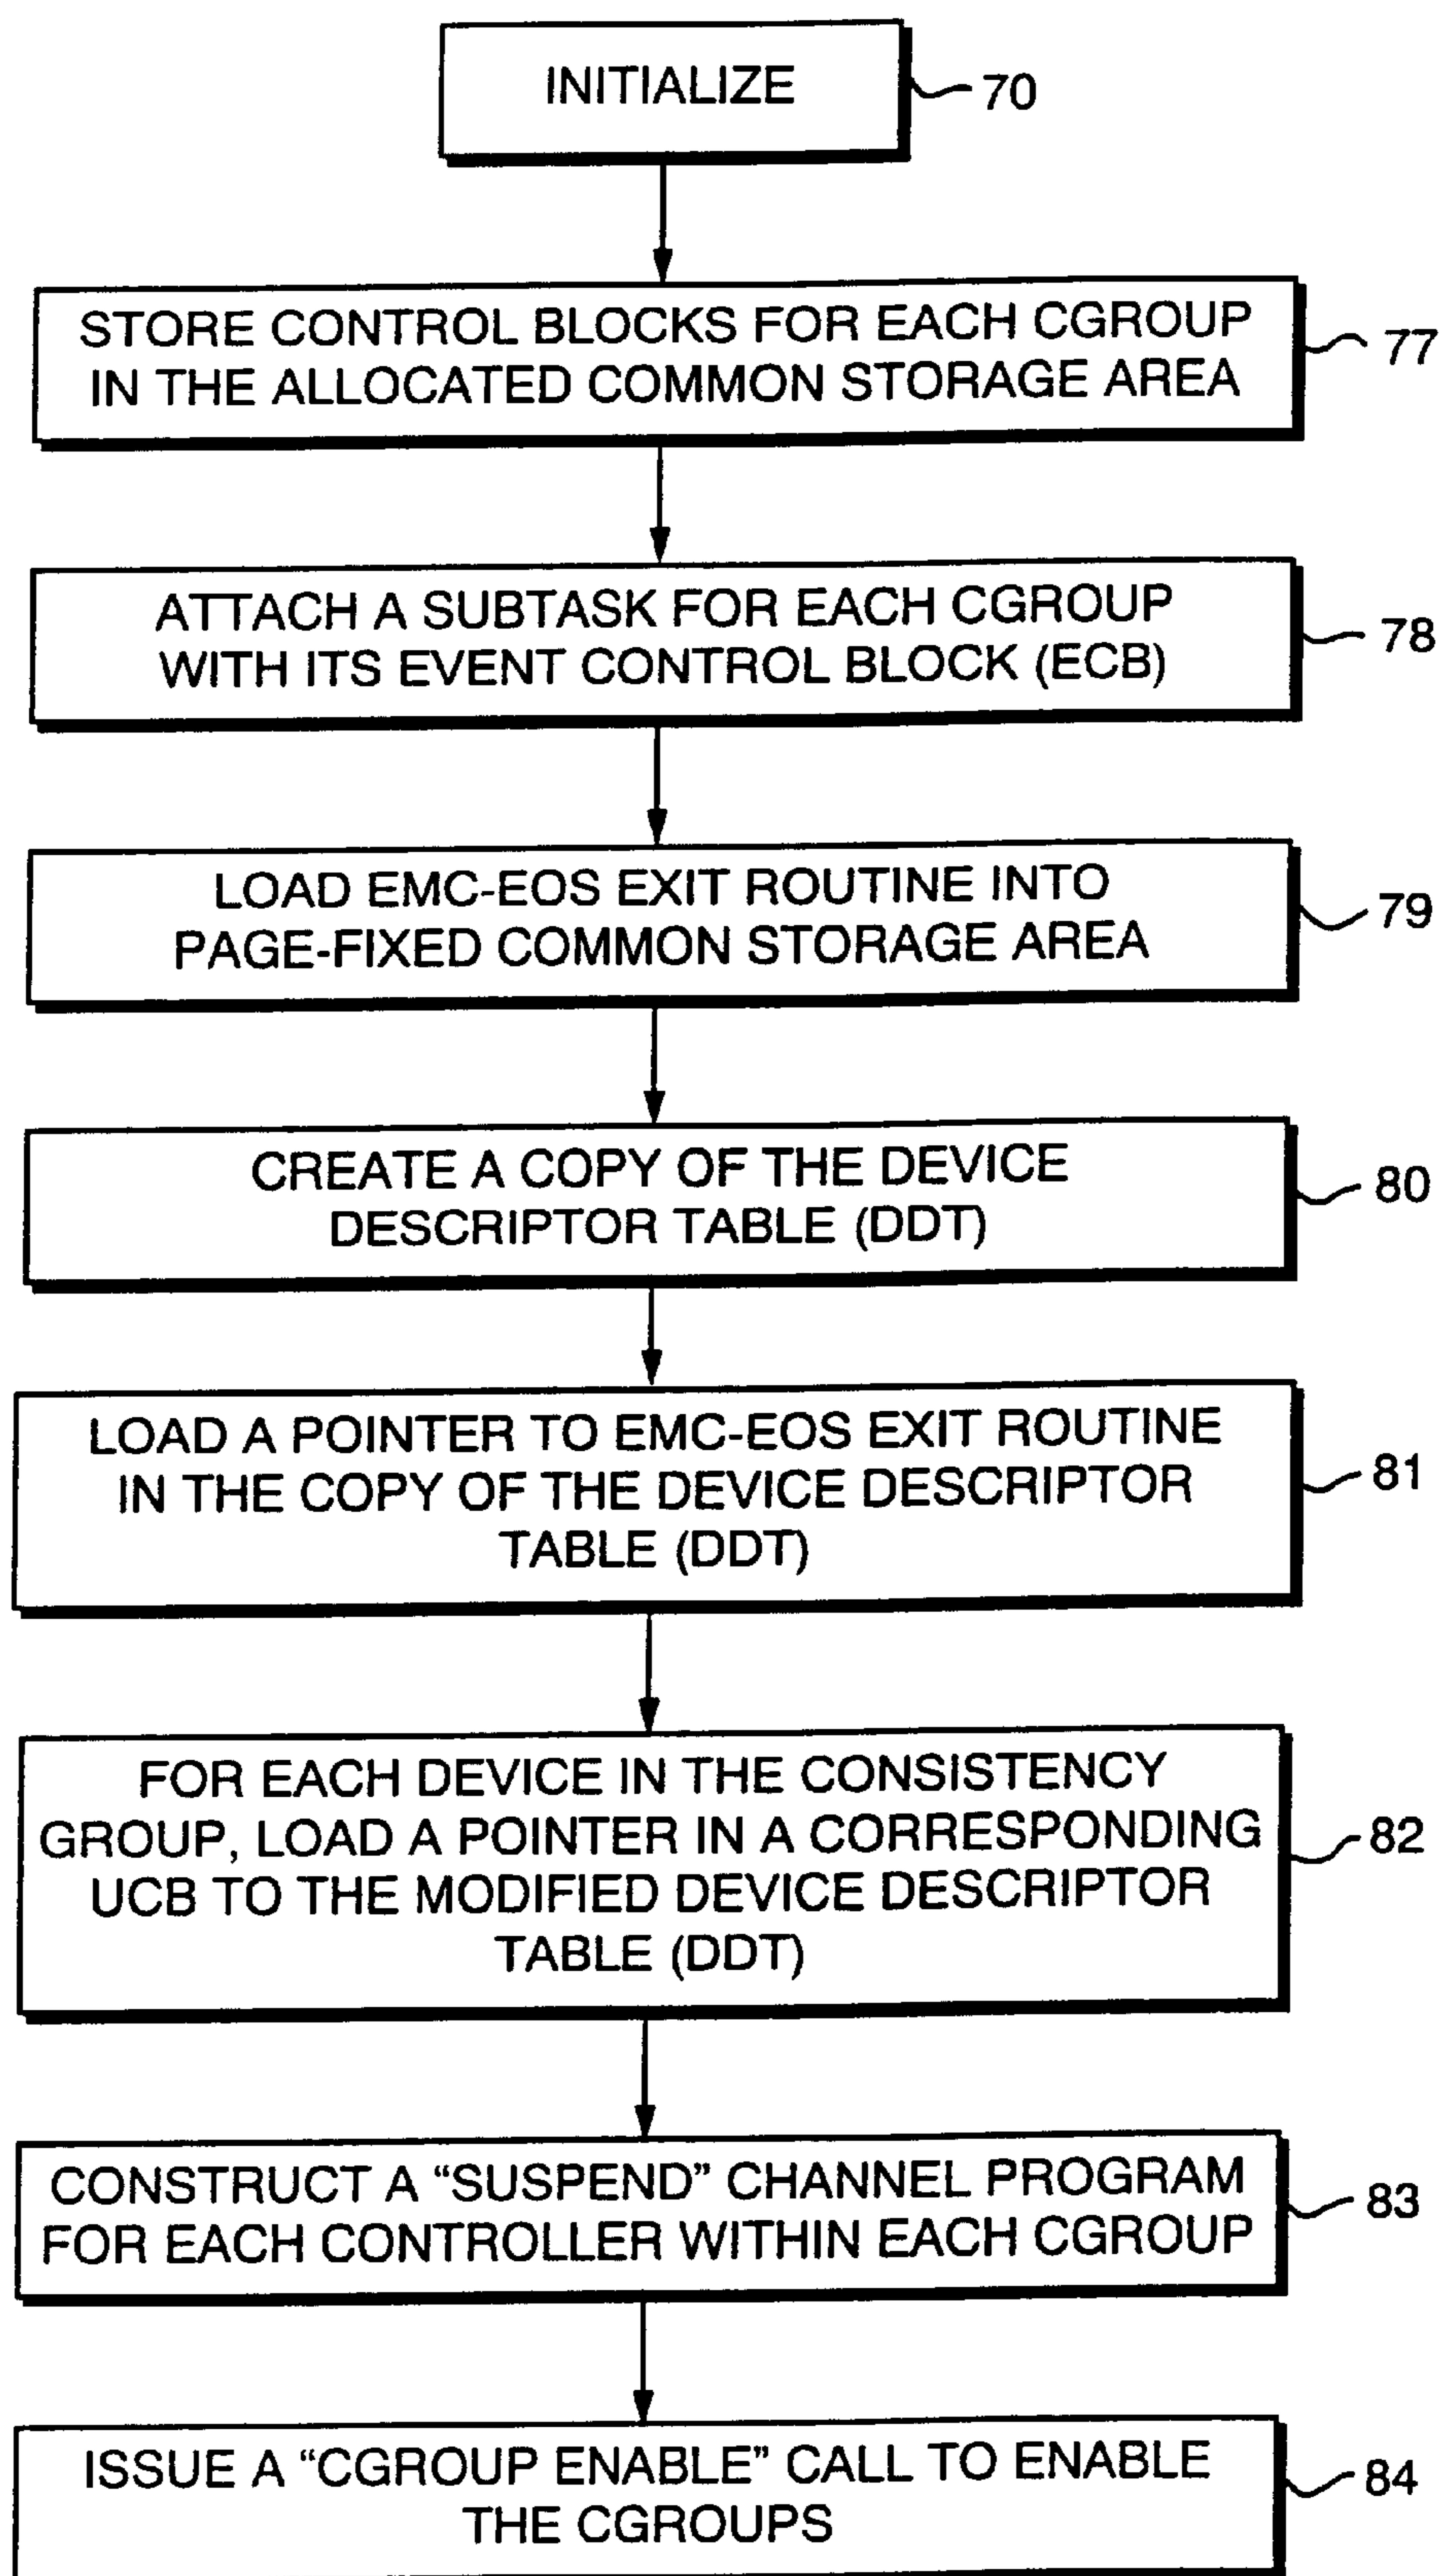 INITIALIZE
70
STORE CONTROL BLOCKS FOR EACH CGROUP
IN THE ALLOCATED COMMON STORAGE AREA
77
ATTACH A SUBTASK FOR EACH CGROUP
WITH ITS EVENT CONTROL BLOCK (ECB)
78
LOAD EMC-EOS EXIT ROUTINE INTO
PAGE-FIXED COMMON STORAGE AREA
79
CREATE A COPY OF THE DEVICE
DESCRIPTOR TABLE (DDT)
80
LOAD A POINTER TO EMC-EOS EXIT ROUTINE
IN THE COPY OF THE DEVICE DESCRIPTOR
TABLE (DDT)
81
FOR EACH DEVICE IN THE CONSISTENCY
GROUP, LOAD A POINTER IN A CORRESPONDING
UCB TO THE MODIFIED DEVICE DESCRIPTOR
TABLE (DDT)
82
CONSTRUCT A “SUSPEND” CHANNEL PROGRAM
FOR EACH CONTROLLER WITHIN EACH CGROUP
83
ISSUE A “CGROUP ENABLE” CALL TO ENABLE
THE CGROUPS
84